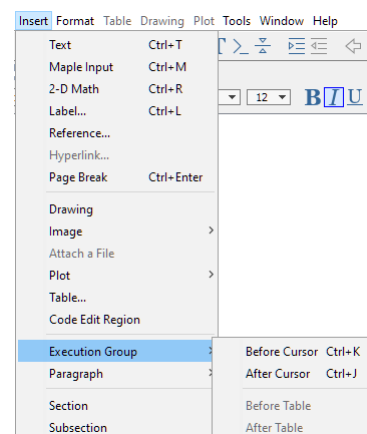 Insert Format Table Drawing Plot Tools Window Help
Text Ctrl+T
Maple Input Ctrl+M
2-D Math Ctrl+R
Label... Ctrl+L
Reference...
Hyperlink...
Page Break Ctrl+Enter
12 B I U
Drawing
Image
Attach a File
Plot
Table...
Code Edit Region
Execution Group
Before Cursor Ctrl+K
Paragraph
After Cursor Ctrl+J
Section
Before Table
Subsection
After Table